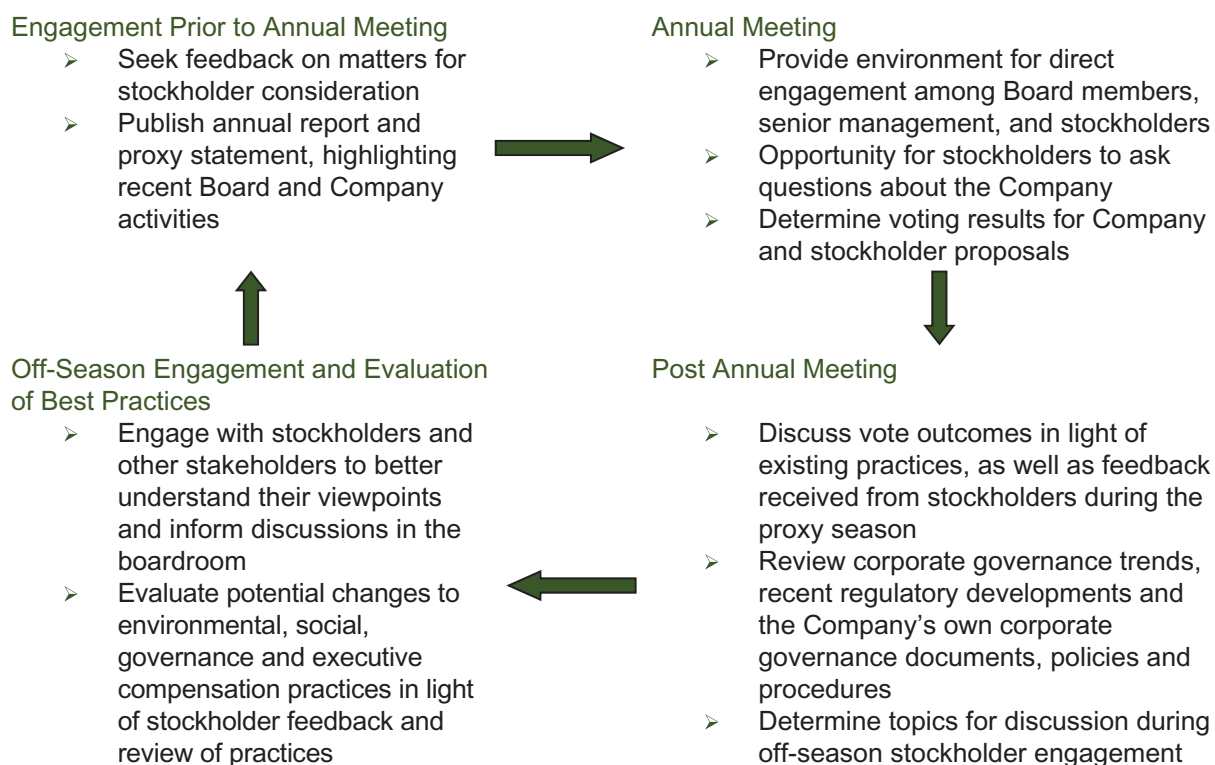 Engagement Prior to Annual Meeting
➢ Seek feedback on matters for
stockholder consideration
➢ Publish annual report and
proxy statement, highlighting
recent Board and Company
activities
Annual Meeting
➢ Provide environment for direct
engagement among Board members,
senior management, and stockholders
➢ Opportunity for stockholders to ask
questions about the Company
➢ Determine voting results for Company
and stockholder proposals
Post Annual Meeting
➢ Discuss vote outcomes in light of
existing practices, as well as feedback
received from stockholders during the
proxy season
➢ Review corporate governance trends,
recent regulatory developments and
the Company’s own corporate
governance documents, policies and
procedures
➢ Determine topics for discussion during
off-season stockholder engagement
Off-Season Engagement and Evaluation
of Best Practices
➢ Engage with stockholders and
other stakeholders to better
understand their viewpoints
and inform discussions in the
boardroom
➢ Evaluate potential changes to
environmental, social,
governance and executive
compensation practices in light
of stockholder feedback and
review of practices